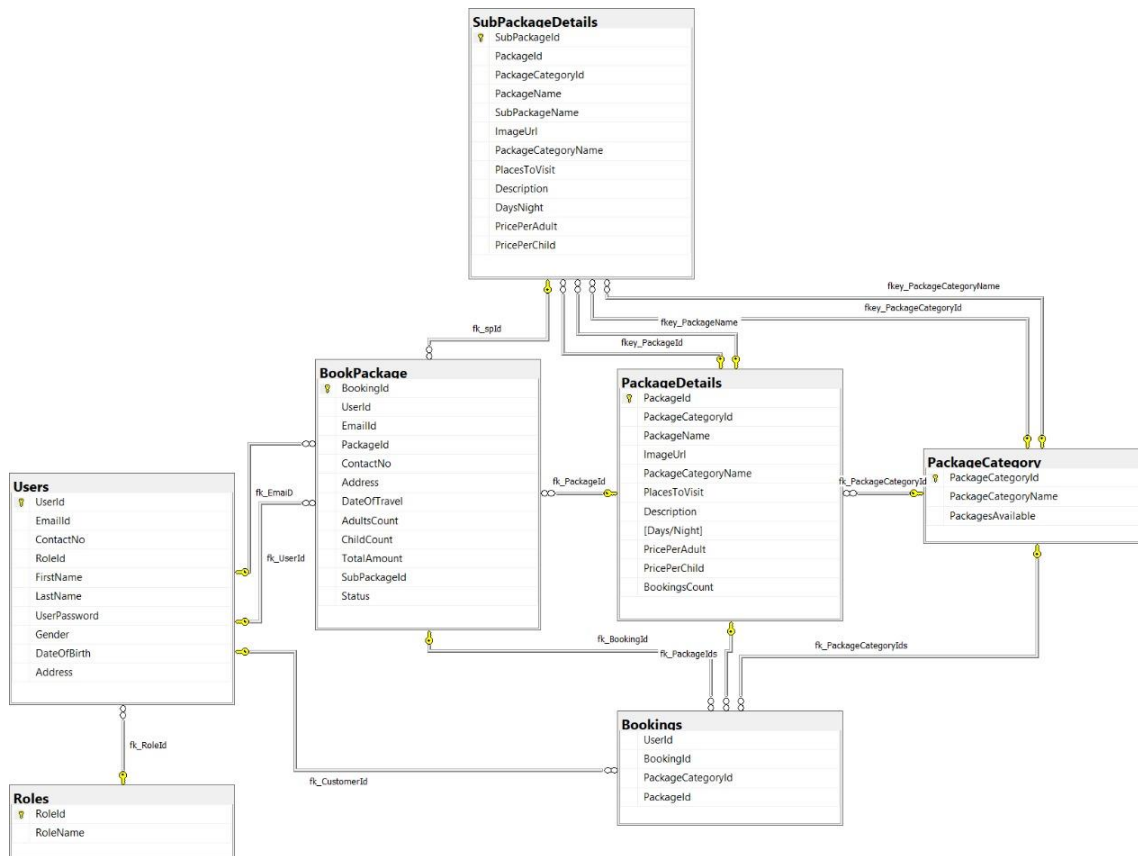 SubPackageDetails
SubPackageId
PackageId
PackageCategoryId
PackageName
SubPackageName
ImageUrl
PackageCategoryName
PlacesToVisit
Description
DaysNight
PricePerAdult
PricePerChild
fkey_PackageCategoryName
fkey_PackageCategoryId
fkey_PackageName
fkey_PackageId
fk_spId
BookPackage
BookingId
UserId
EmailId
PackageId
ContactNo
Address
DateOfTravel
AdultsCount
ChildCount
TotalAmount
SubPackageId
Status
PackageDetails
PackageId
PackageCategoryId
PackageName
ImageUrl
PackageCategoryName
PlacesToVisit
Description
[Days/Night]
PricePerAdult
PricePerChild
BookingsCount
PackageCategory
PackageCategoryId
PackageCategoryName
PackagesAvailable
fk_PackageId
fk_PackageCategoryId
Users
UserId
EmailId
ContactNo
RoleId
FirstName
LastName
UserPassword
Gender
DateOfBirth
Address
fk_EmaiD
fk_UserId
fk_BookingId
fk_PackageIds
fk_PackageCategoryIds
Bookings
UserId
BookingId
PackageCategoryId
PackageId
fk_RoleId
fk_CustomerId
Roles
RoleId
RoleName